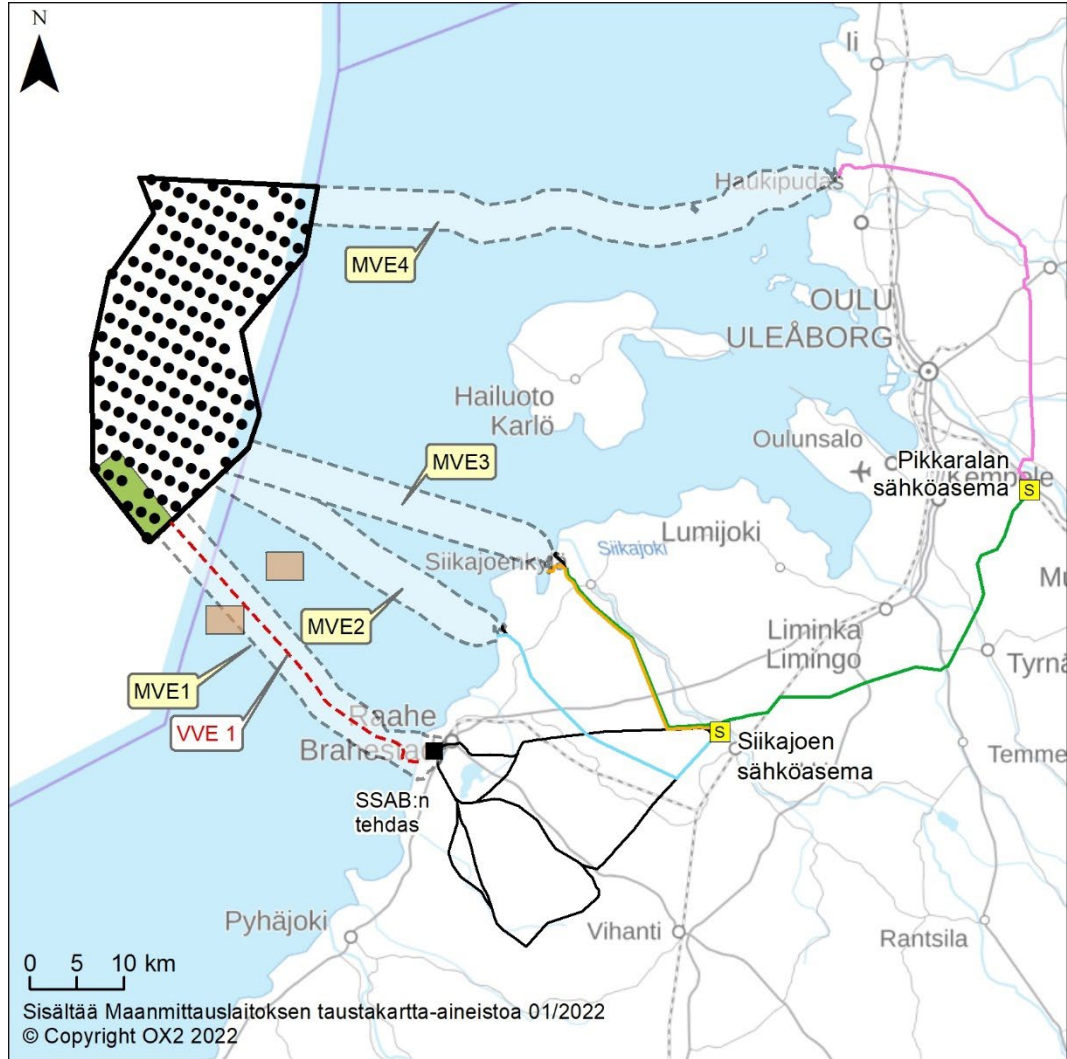 N
Ii
Haukipudas
MVE4
OULU
ULEÅBORG
Hailuoto
Karlö
MVE3
Oulunsalo
Pikkaralan
sähköasema
Kempele
S
Lumijoki
Siikajoki
Siikajoenkylä
MVE2
Liminka
Limingo
MVE1
VVE 1
Raahe
Brahestad
S
Siikajoen
sähköasema
Temme
SSAB:n
tehdas
Pyhäjoki
Vihanti
Rantsila
0 5 10 km
Sisältää Maanmittauslaitoksen taustakartta-aineistoa 01/2022
© Copyright OX2 2022